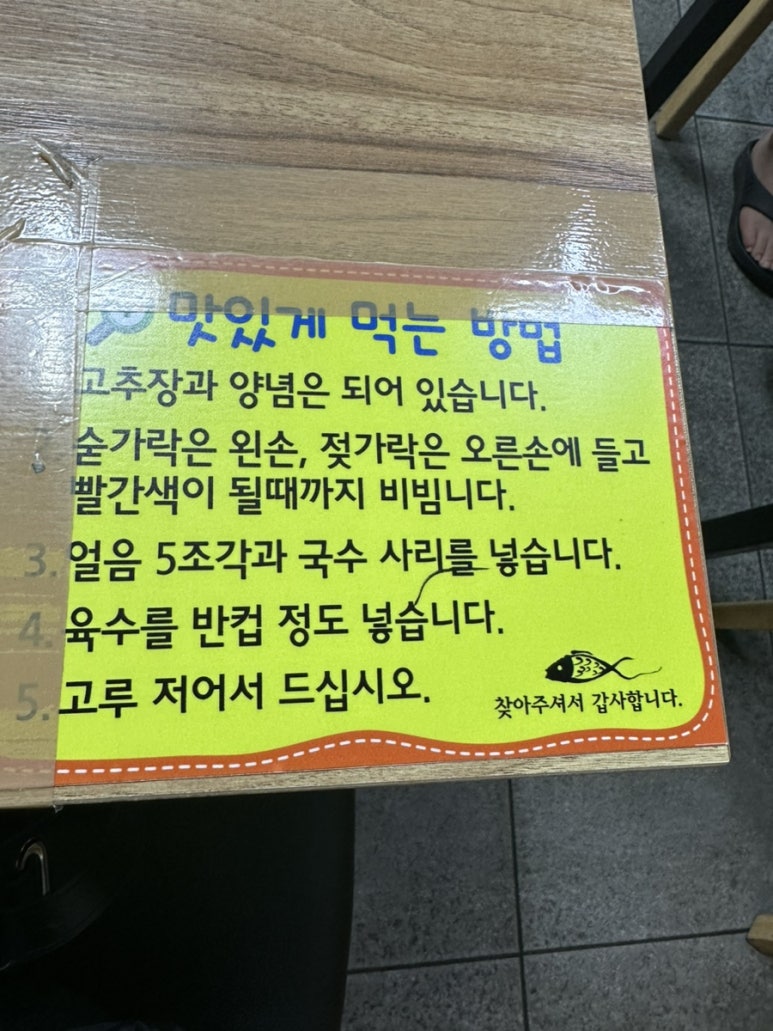 맛있게 먹는 방법
고추장과 양념은 되어 있습니다.
숟가락은 왼손, 젖가락은 오른손에 들고
빨간색이 될때까지 비빔니다.
3. 얼음 5조각과 국수 사리를 넣습니다.
4. 육수를 반컵 정도 넣습니다.
5. 고루 저어서 드십시오.
찾아주셔서 감사합니다.